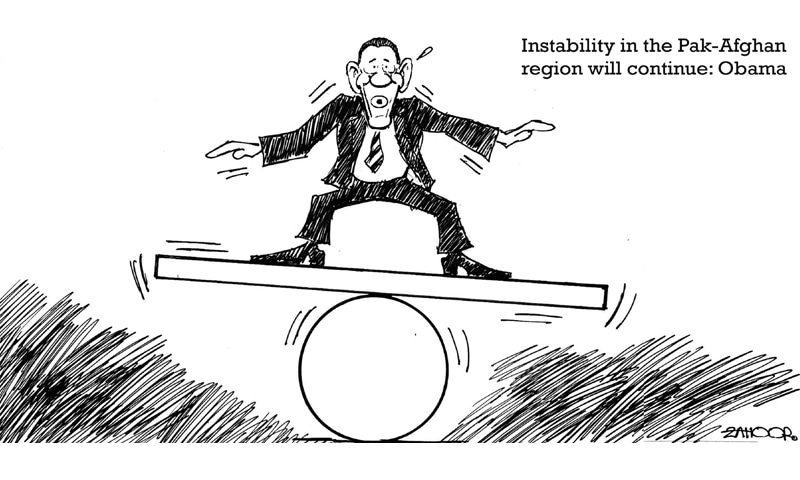 Instability in the Pak-Afghan
region will continue: Obama
ZAHOOR.